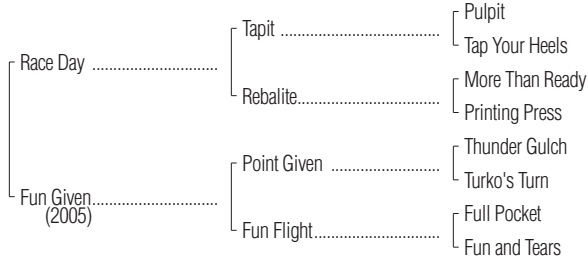 Pulpit
Tapit ..............................
Tap Your Heels
Race Day ............................
More Than Ready
Rebalite................................
Printing Press
Thunder Gulch
Point Given ........................
Turko's Turn
Fun Given............................
(2005)
Full Pocket
Fun Flight............................
Fun and Tears